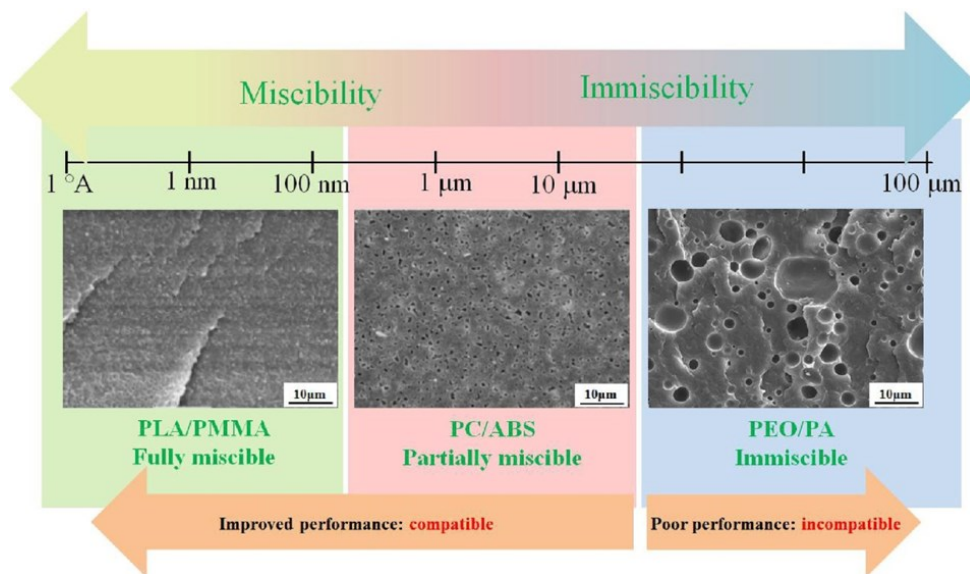 Miscibility
Immiscibility
1 °A
1 nm
100 nm
1 μm
10 μm
100 μm
10μm
10μm
10μm
PLA/PMMA
Fully miscible
PC/ABS
Partially miscible
PEO/PA
Immiscible
Improved performance: compatible
Poor performance: incompatible